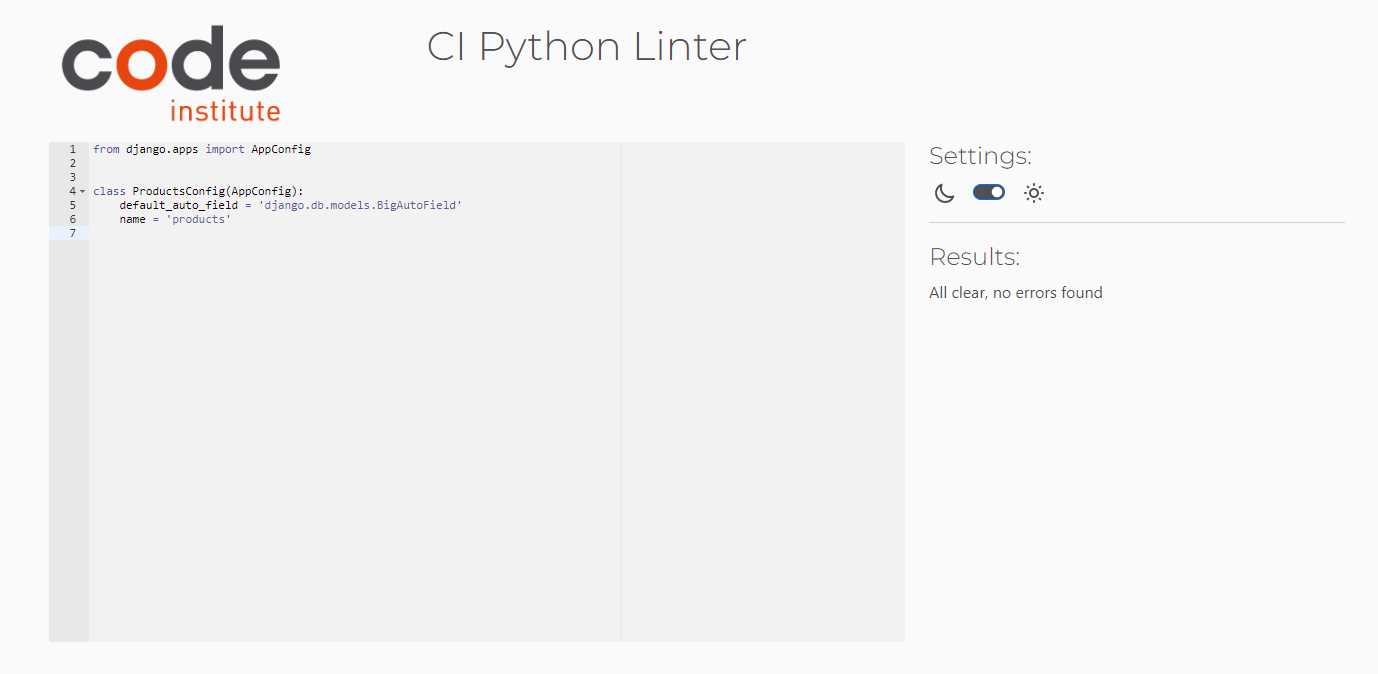 code
institute
CI Python Linter
1 from django.apps import AppConfig
2
3
4 class ProductsConfig(AppConfig):
5     default_auto_field = 'django.db.models.BigAutoField'
6     name = 'products'
7
Settings:
Results:
All clear, no errors found